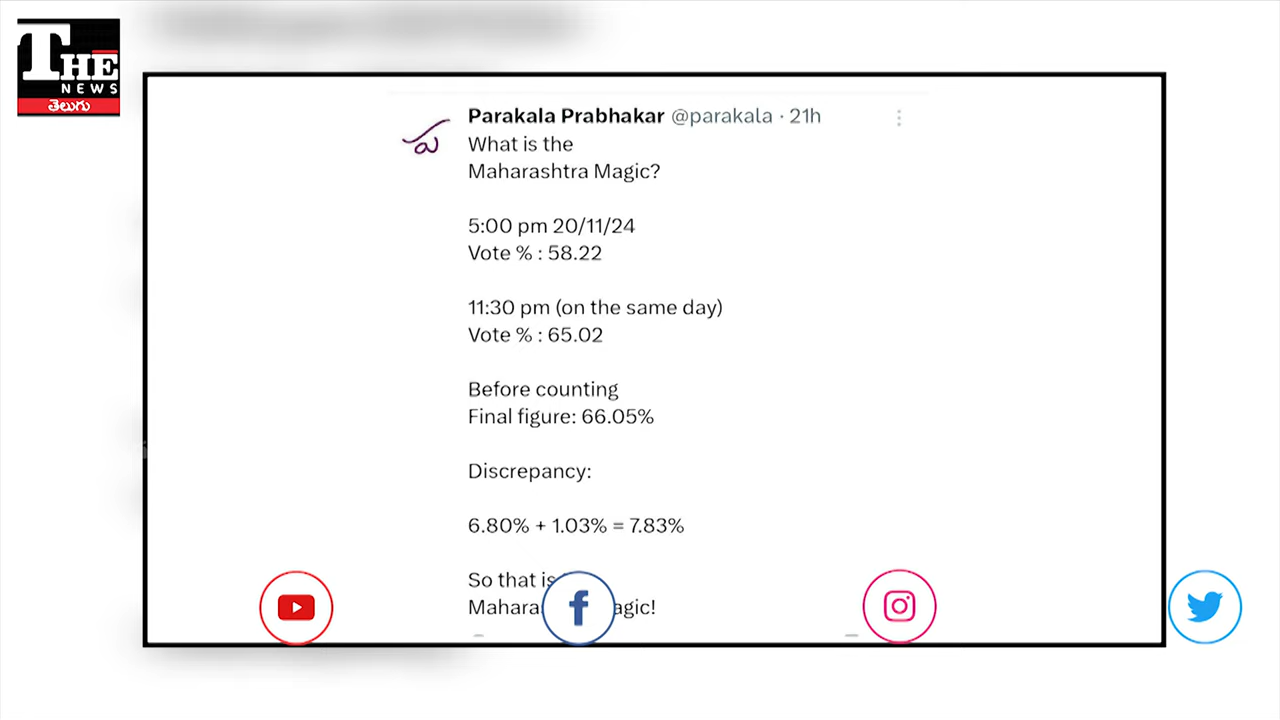 THE
NEWS
తెలుగు
Parakala Prabhakar @parakala · 21h
What is the
Maharashtra Magic?
5:00 pm 20/11/24
Vote % : 58.22
11:30 pm (on the same day)
Vote % : 65.02
Before counting
Final figure: 66.05%
Discrepancy:
6.80% + 1.03% = 7.83%
So that is
Mahara agic!